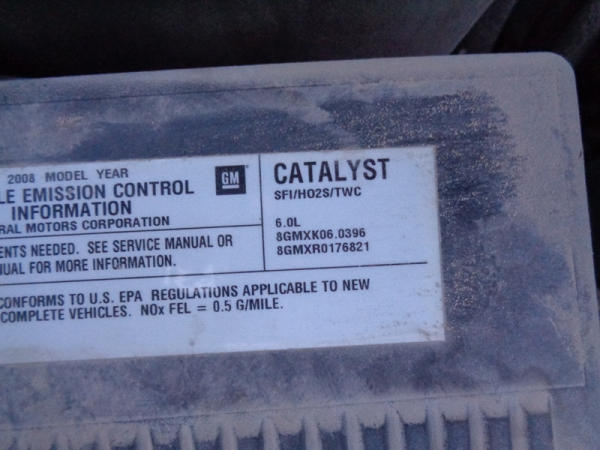 2008 MODEL YEAR
LE EMISSION CONTROL
INFORMATION
RAL MOTORS CORPORATION
GM
CATALYST
SFI/HO2S/TWC
6.0L
8GMXK06.0396
8GMXR0176821
ENTS NEEDED. SEE SERVICE MANUAL OR
UAL FOR MORE INFORMATION.
CONFORMS TO U.S. EPA REGULATIONS APPLICABLE TO NEW
COMPLETE VEHICLES. NOx FEL = 0.5 G/MILE.